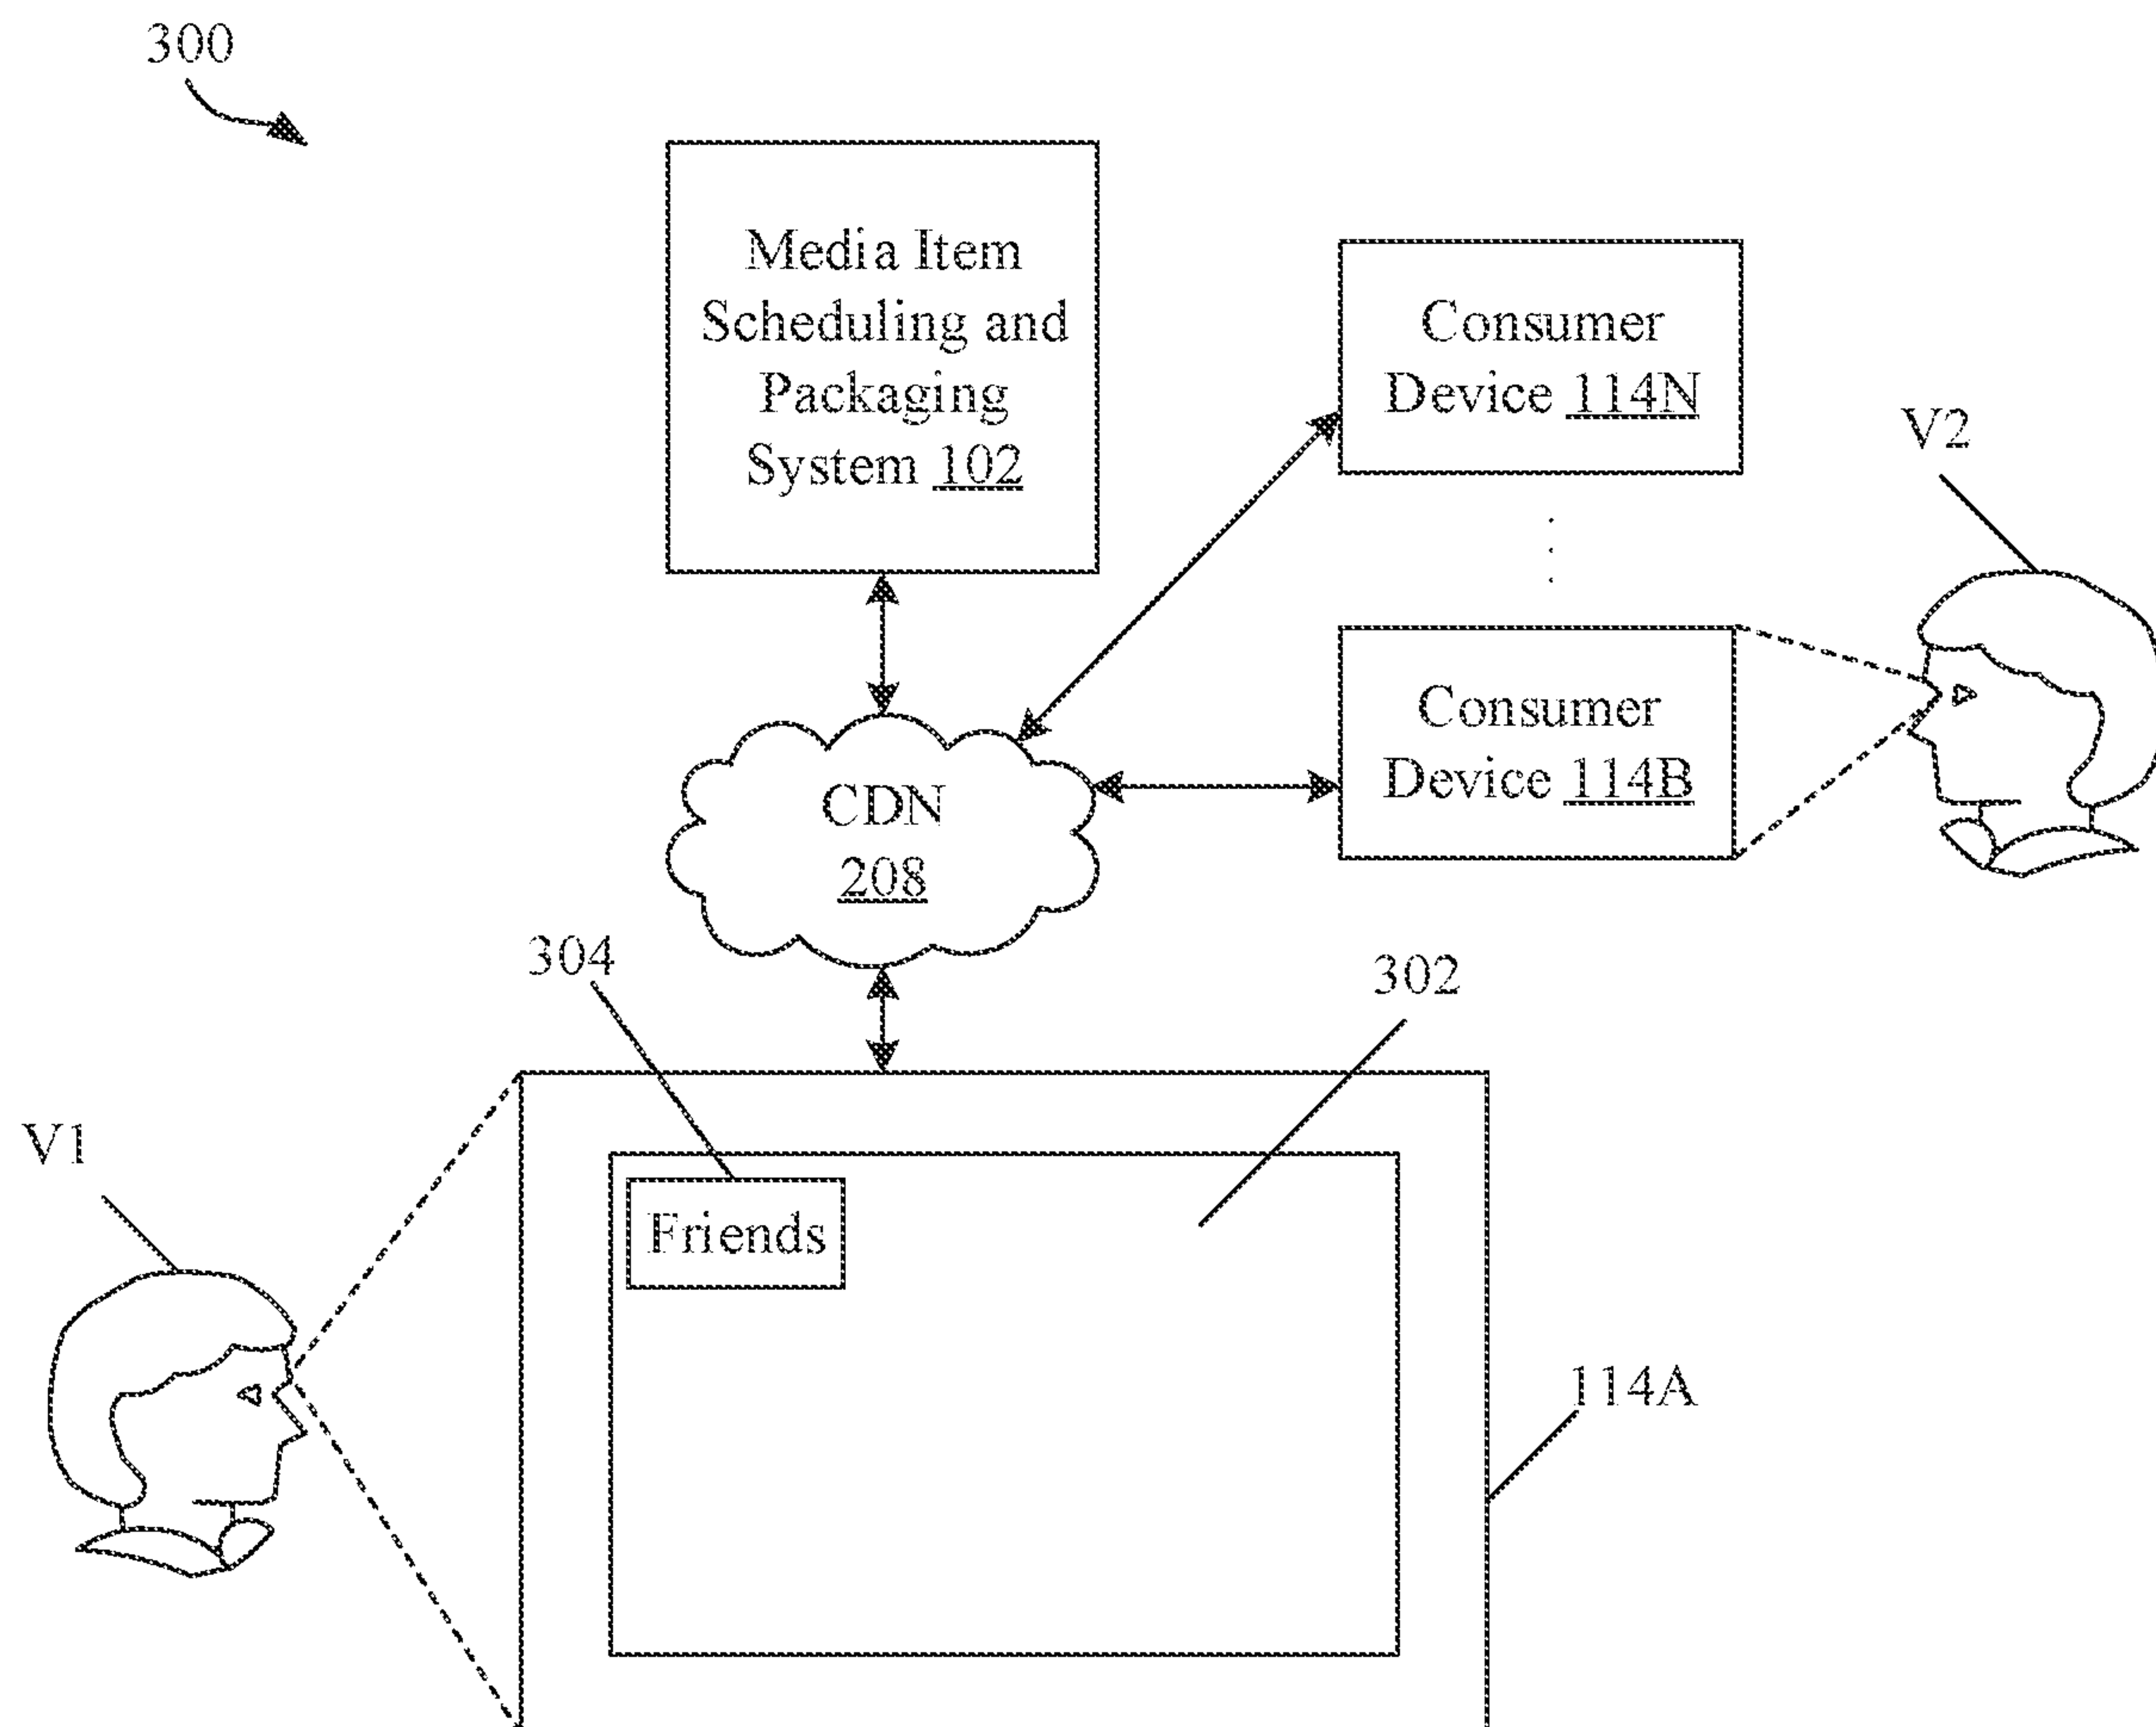 300
Media Item
Scheduling and
Packaging
System 102
Consumer
Device 114N
V2
Consumer
Device 114B
CDN
208
304
302
V1
Friends
114A